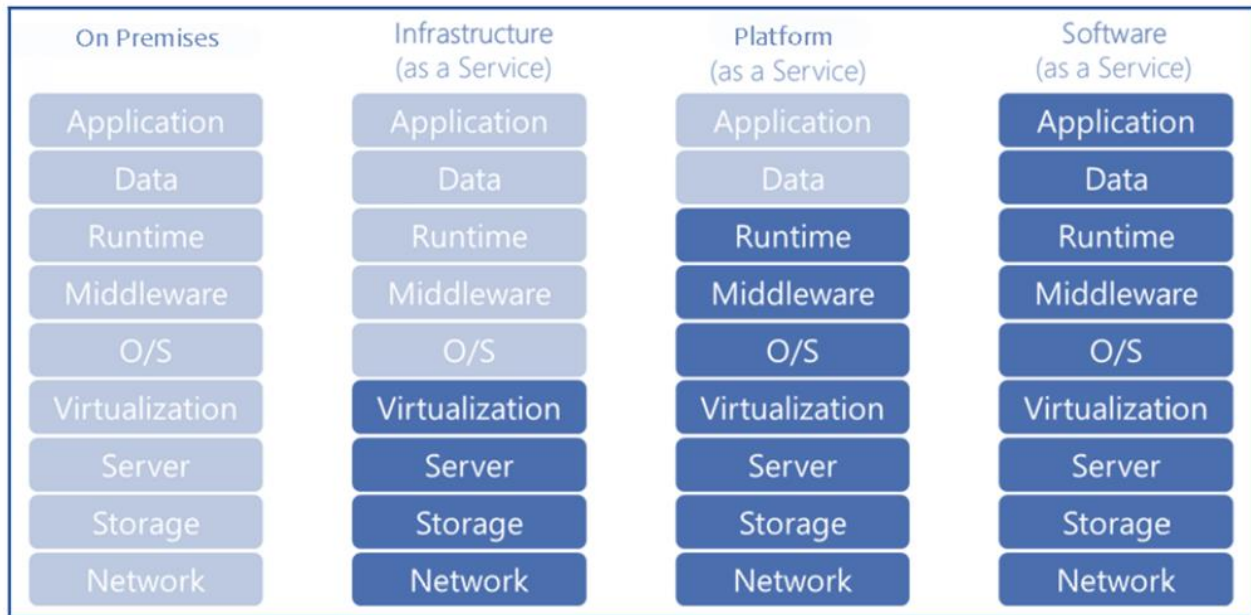 On Premises
Application
Data
Runtime
Middleware
O/S
Virtualization
Server
Storage
Network
Infrastructure
(as a Service)
Application
Data
Runtime
Middleware
O/S
Virtualization
Server
Storage
Network
Platform
(as a Service)
Application
Data
Runtime
Middleware
O/S
Virtualization
Server
Storage
Network
Software
(as a Service)
Application
Data
Runtime
Middleware
O/S
Virtualization
Server
Storage
Network